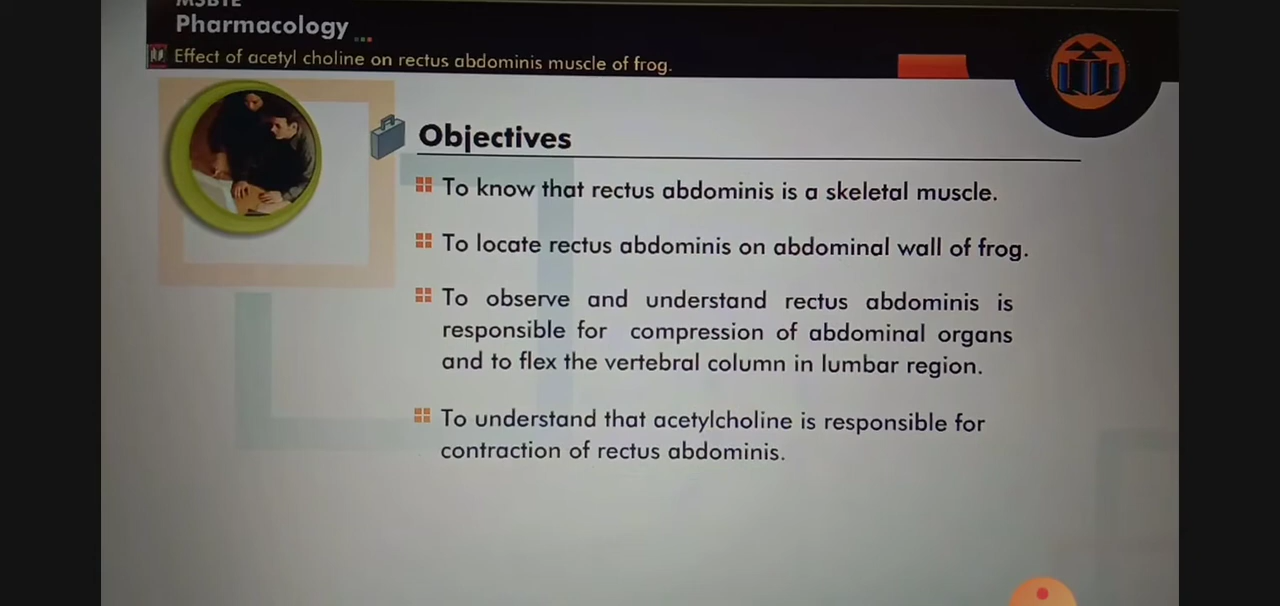 MSBTE
Pharmacology
Effect of acetyl choline on rectus abdominis muscle of frog.
Objectives
To know that rectus abdominis is a skeletal muscle.
To locate rectus abdominis on abdominal wall of frog.
To observe and understand rectus abdominis is
responsible for compression of abdominal organs
and to flex the vertebral column in lumbar region.
To understand that acetylcholine is responsible for
contraction of rectus abdominis.